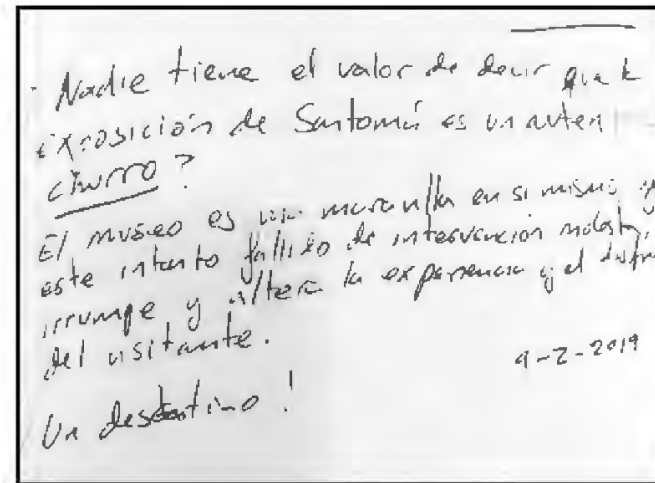 ¿Nadie tiene el valor de decir que la
exposición de Santomá es un auten
churro?
El museo es una maravilla en si mismo y
este intento fallido de intervención molesta,
irrumpe y altera la experiencia y el disfru
del visitante.
9-2-2019
Un desatino!